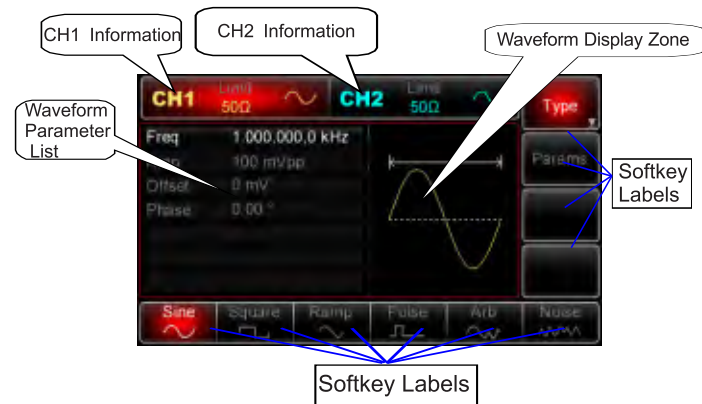 CH1 Information
CH2 Information
Waveform Display Zone
CH1
Limit
50Ω
CH2
Limit
50Ω
Type
Waveform
Parameter
List
Freq 1.000.000,0 kHz
100 mVpp
Offset 0 mV
Phase 0.00 °
Params
Softkey
Labels
Sine
Square
Ramp
Pulse
Arb
Noise
Softkey Labels